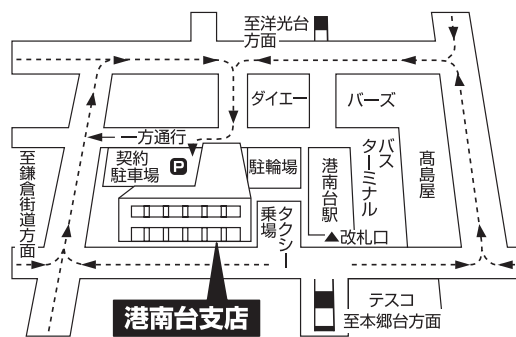 至洋光台
方面
ダイエー
バーズ
一方通行
契約
駐車場
P
駐輪場
港南台駅
バス
ターミナル
髙島屋
至鎌倉街道方面
タクシー
乗場
▲改札口
港南台支店
テスコ
至本郷台方面